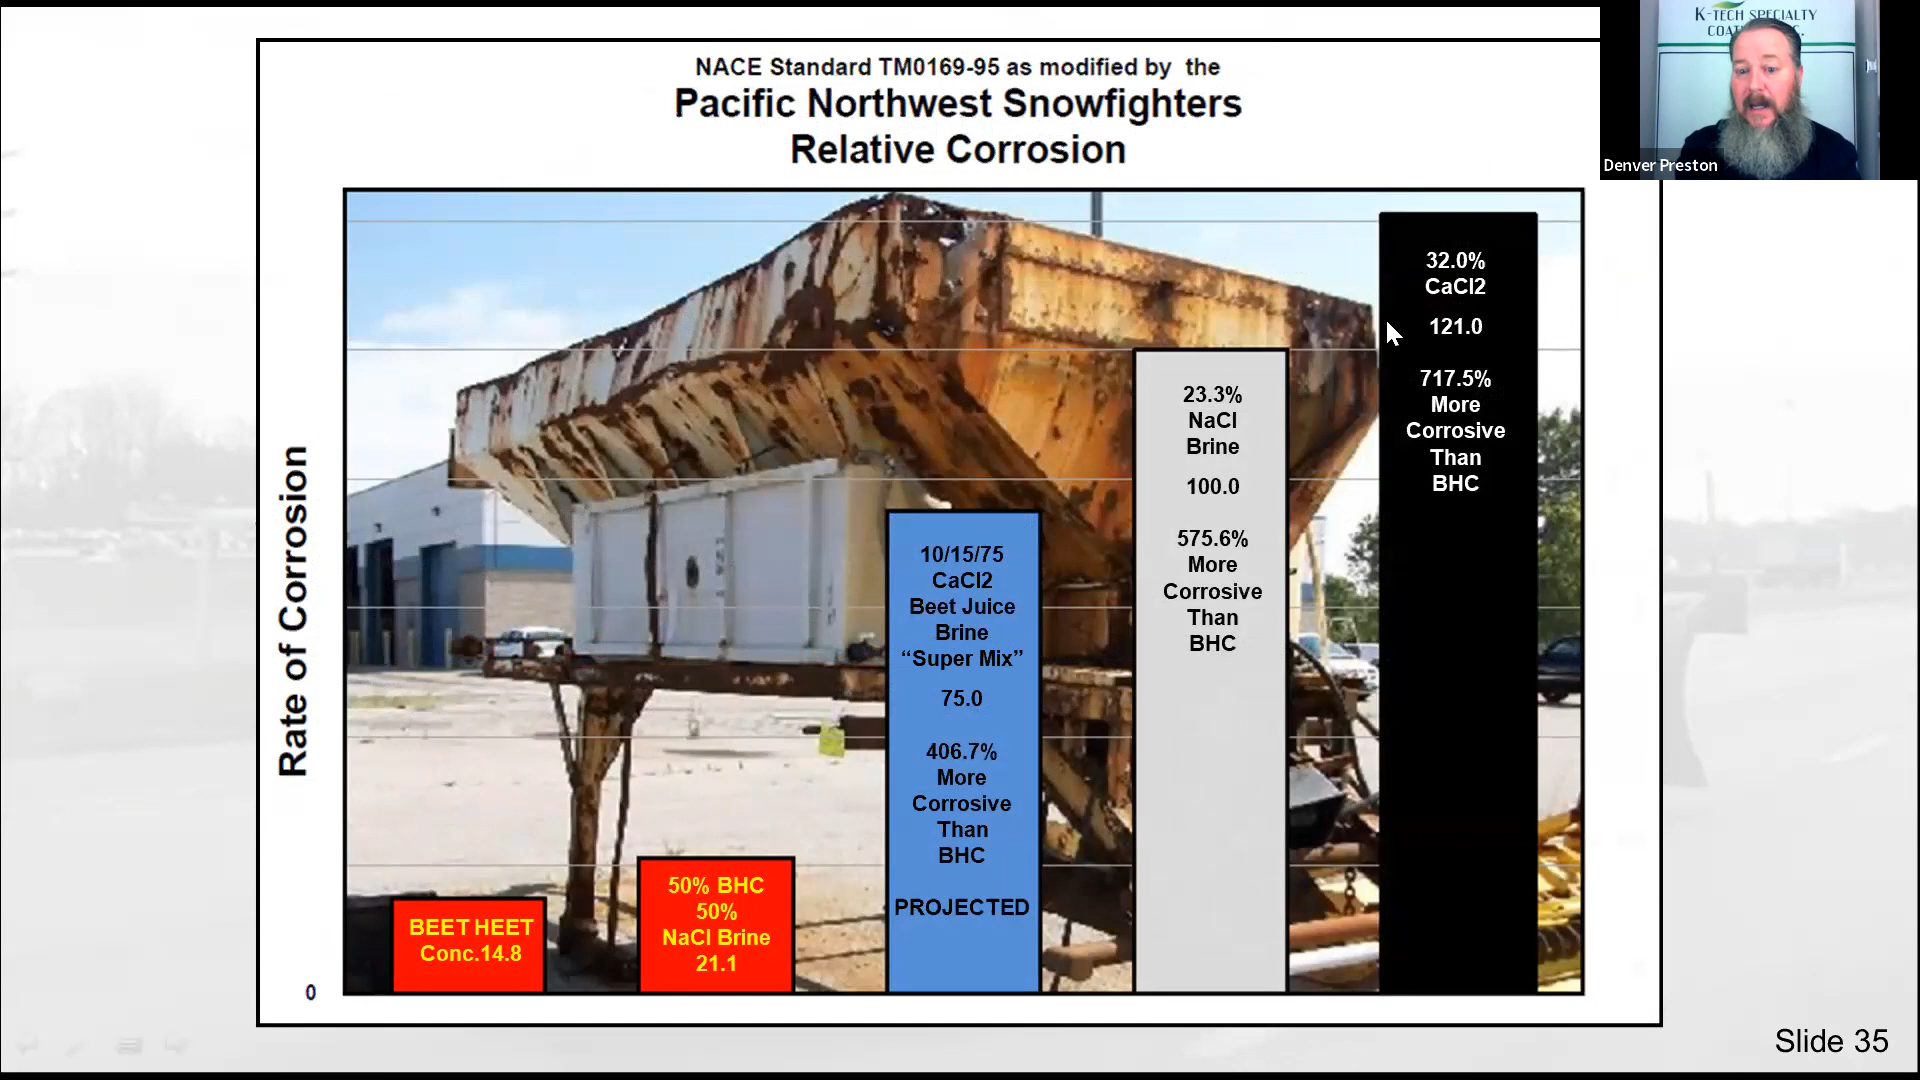 NACE Standard TM0169-95 as modified by the
Pacific Northwest Snowfighters
Relative Corrosion
K-TECH SPECIALTY
Denver Preston
Rate of Corrosion
0
BEET HEET
Conc.14.8
50% BHC
50%
NaCl Brine
21.1
10/15/75
CaCl2
Beet Juice
Brine
“Super Mix”
75.0
406.7%
More
Corrosive
Than
BHC
PROJECTED
23.3%
NaCl
Brine
100.0
575.6%
More
Corrosive
Than
BHC
32.0%
CaCl2
121.0
717.5%
More
Corrosive
Than
BHC
Slide 35